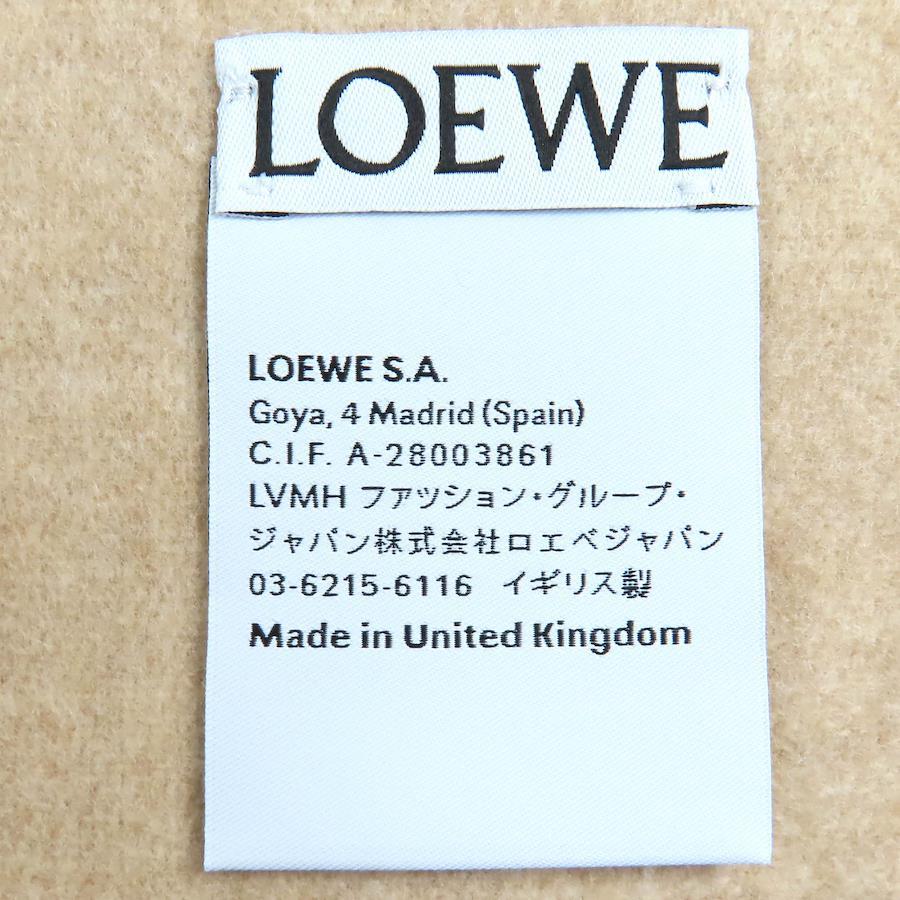 LOEWE
LOEWE S.A.
Goya, 4 Madrid (Spain)
C.I.F. A-28003861
LVMH ファッション・グループ・
ジャパン株式会社ロエベジャパン
03-6215-6116 イギリス製
Made in United Kingdom